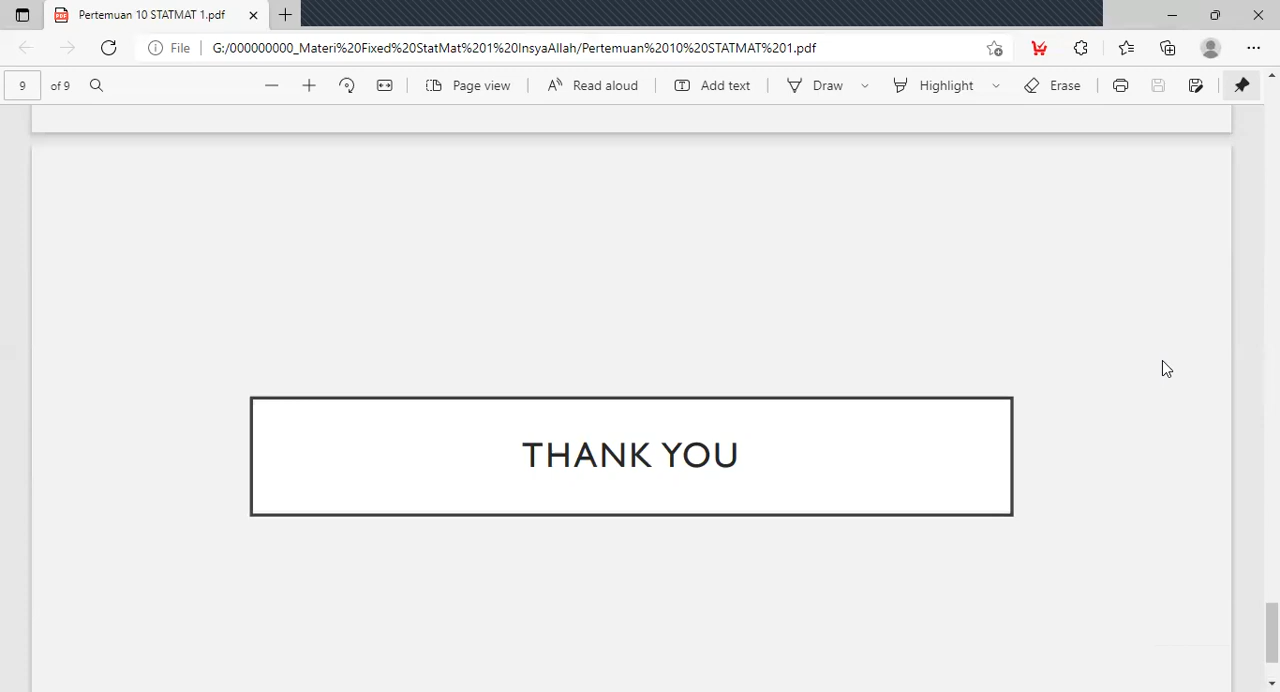 Pertemuan 10 STATMAT 1.pdf
File
G:/000000000_Materi%20Fixed%20StatMat%201%20InsyaAllah/Pertemuan%2010%20STATMAT%201.pdf
9 of 9
Page view
Read aloud
Add text
Draw
Highlight
Erase
THANK YOU